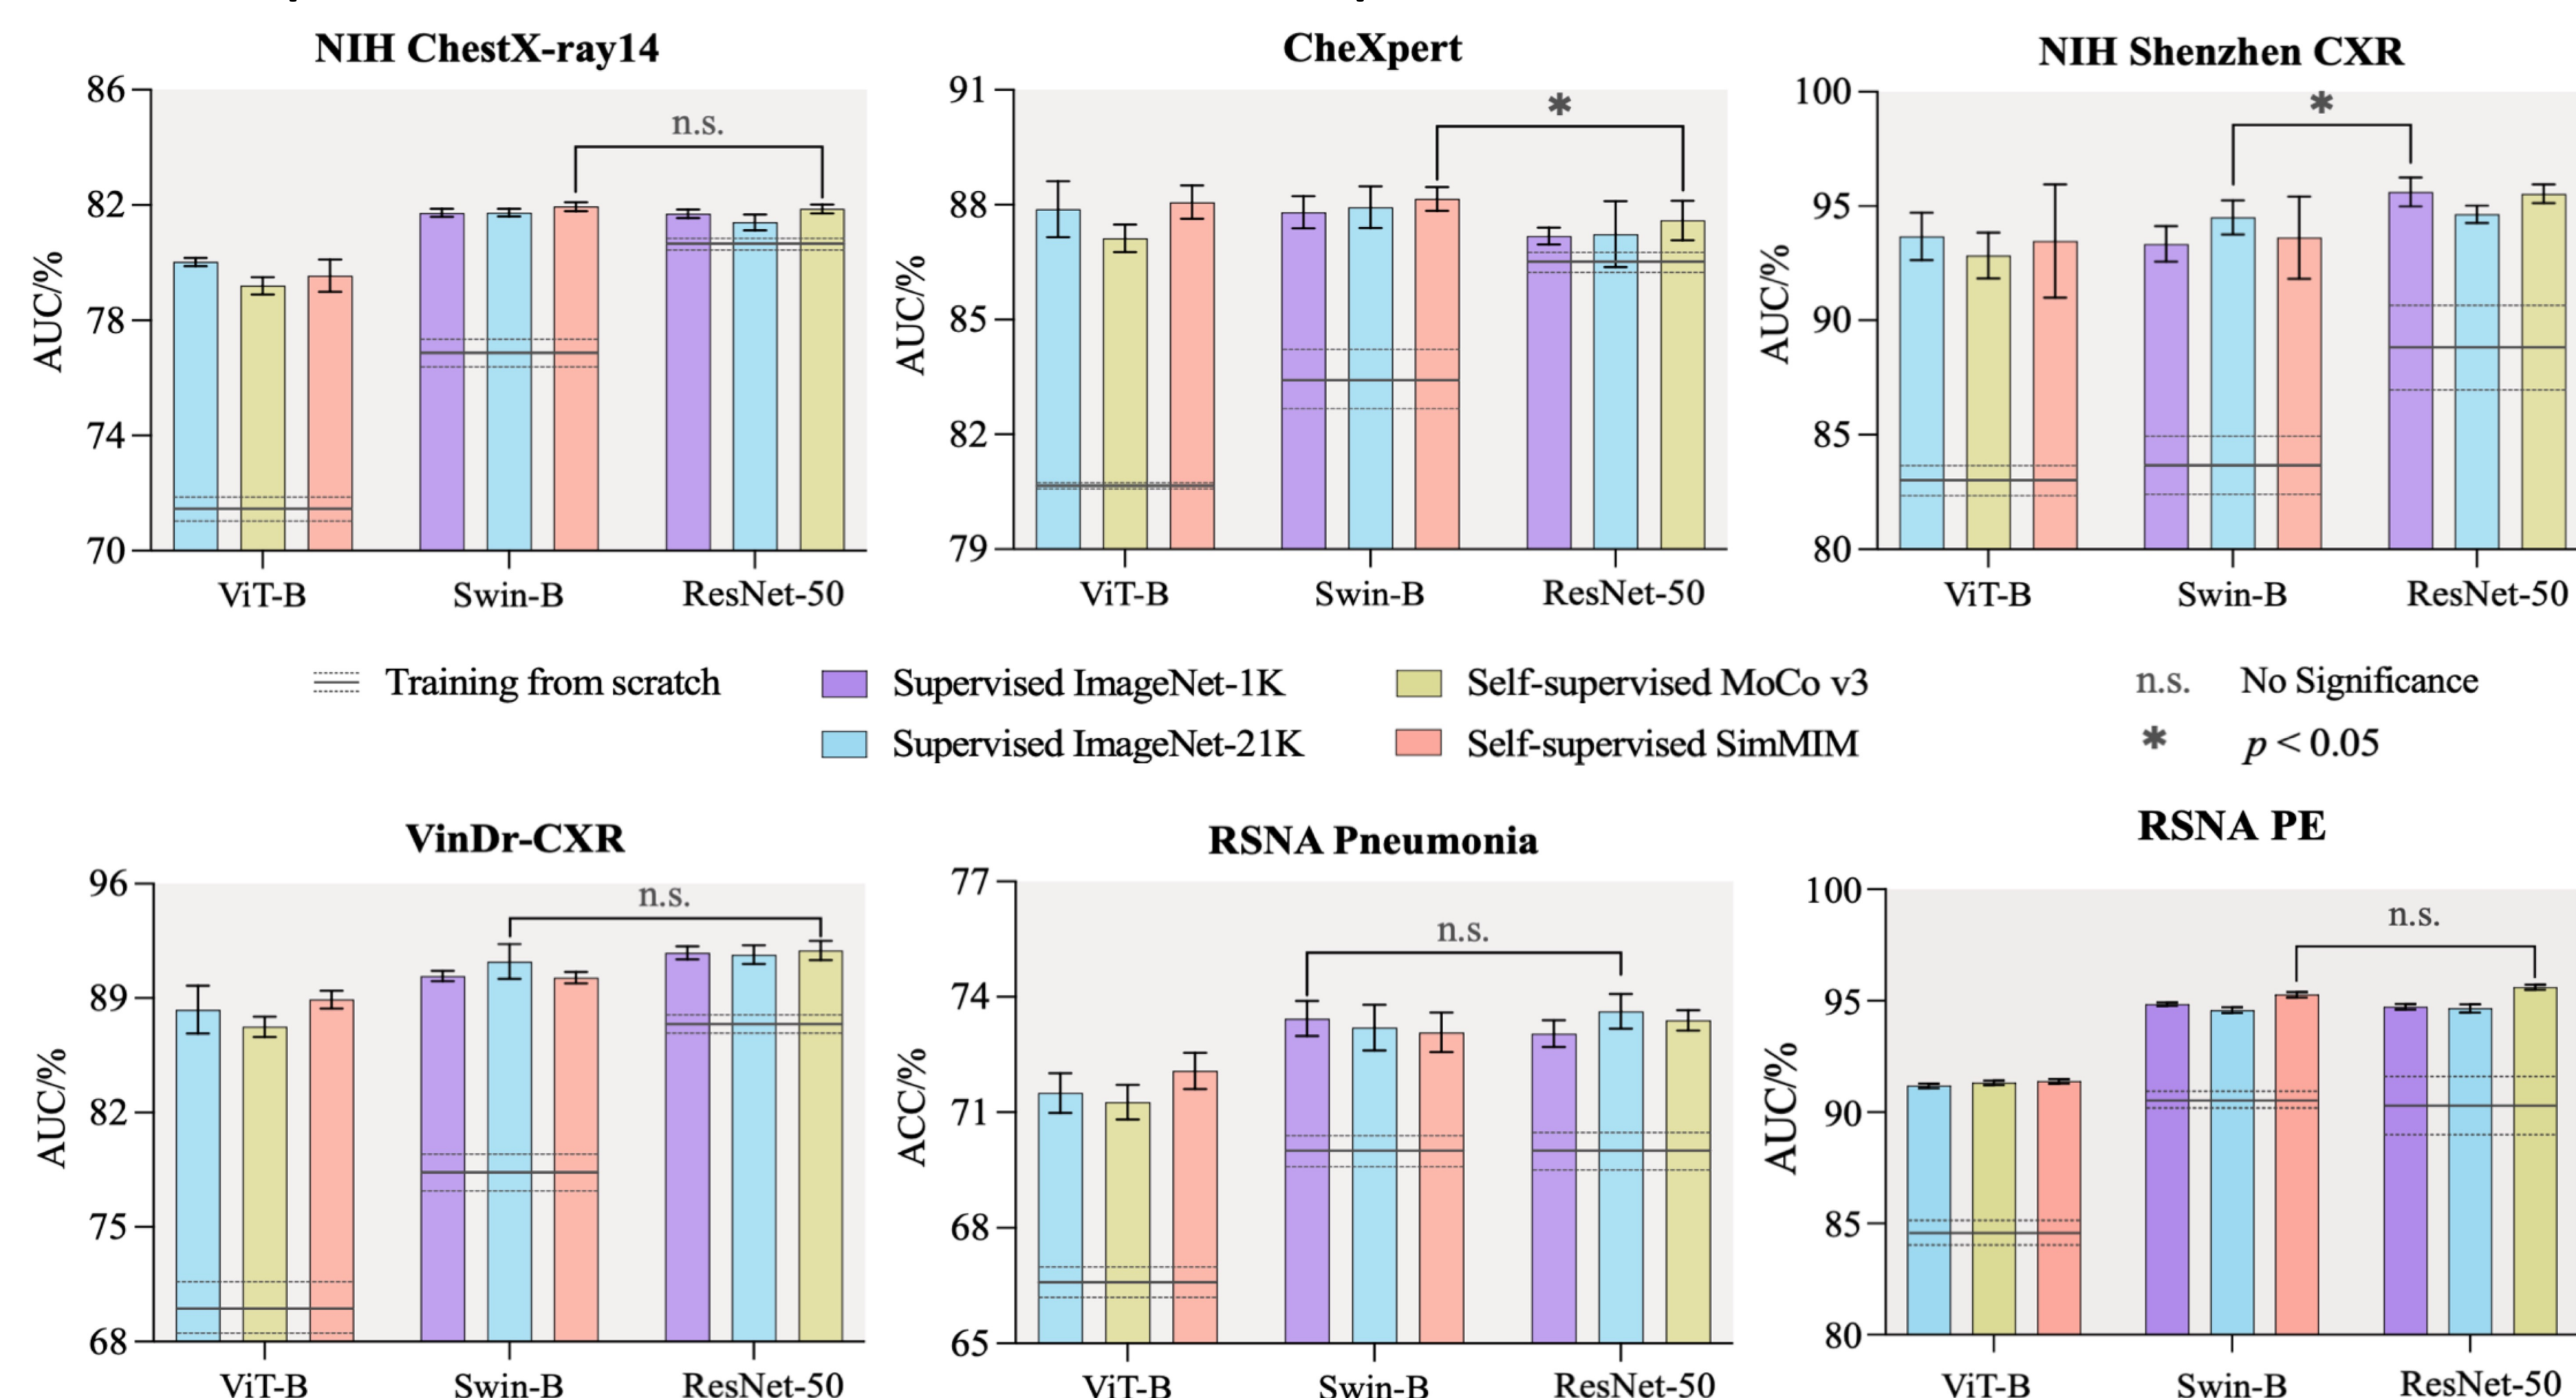 NIH ChestX-ray14
CheXpert
NIH Shenzhen CXR
86
82
78
74
70
AUC/%
n.s.
ViT-B
Swin-B
ResNet-50
91
88
85
82
79
AUC/%
*
ViT-B
Swin-B
ResNet-50
100
95
90
85
80
AUC/%
*
ViT-B
Swin-B
ResNet-50
Training from scratch
Supervised ImageNet-1K
Self-supervised MoCo v3
n.s. No Significance
Supervised ImageNet-21K
Self-supervised SimMIM
* p < 0.05
VinDr-CXR
RSNA Pneumonia
RSNA PE
96
89
82
75
68
AUC/%
n.s.
ViT-B
Swin-B
ResNet-50
77
74
71
68
65
ACC/%
n.s.
ViT-B
Swin-B
ResNet-50
100
95
90
85
80
AUC/%
n.s.
ViT-B
Swin-B
ResNet-50